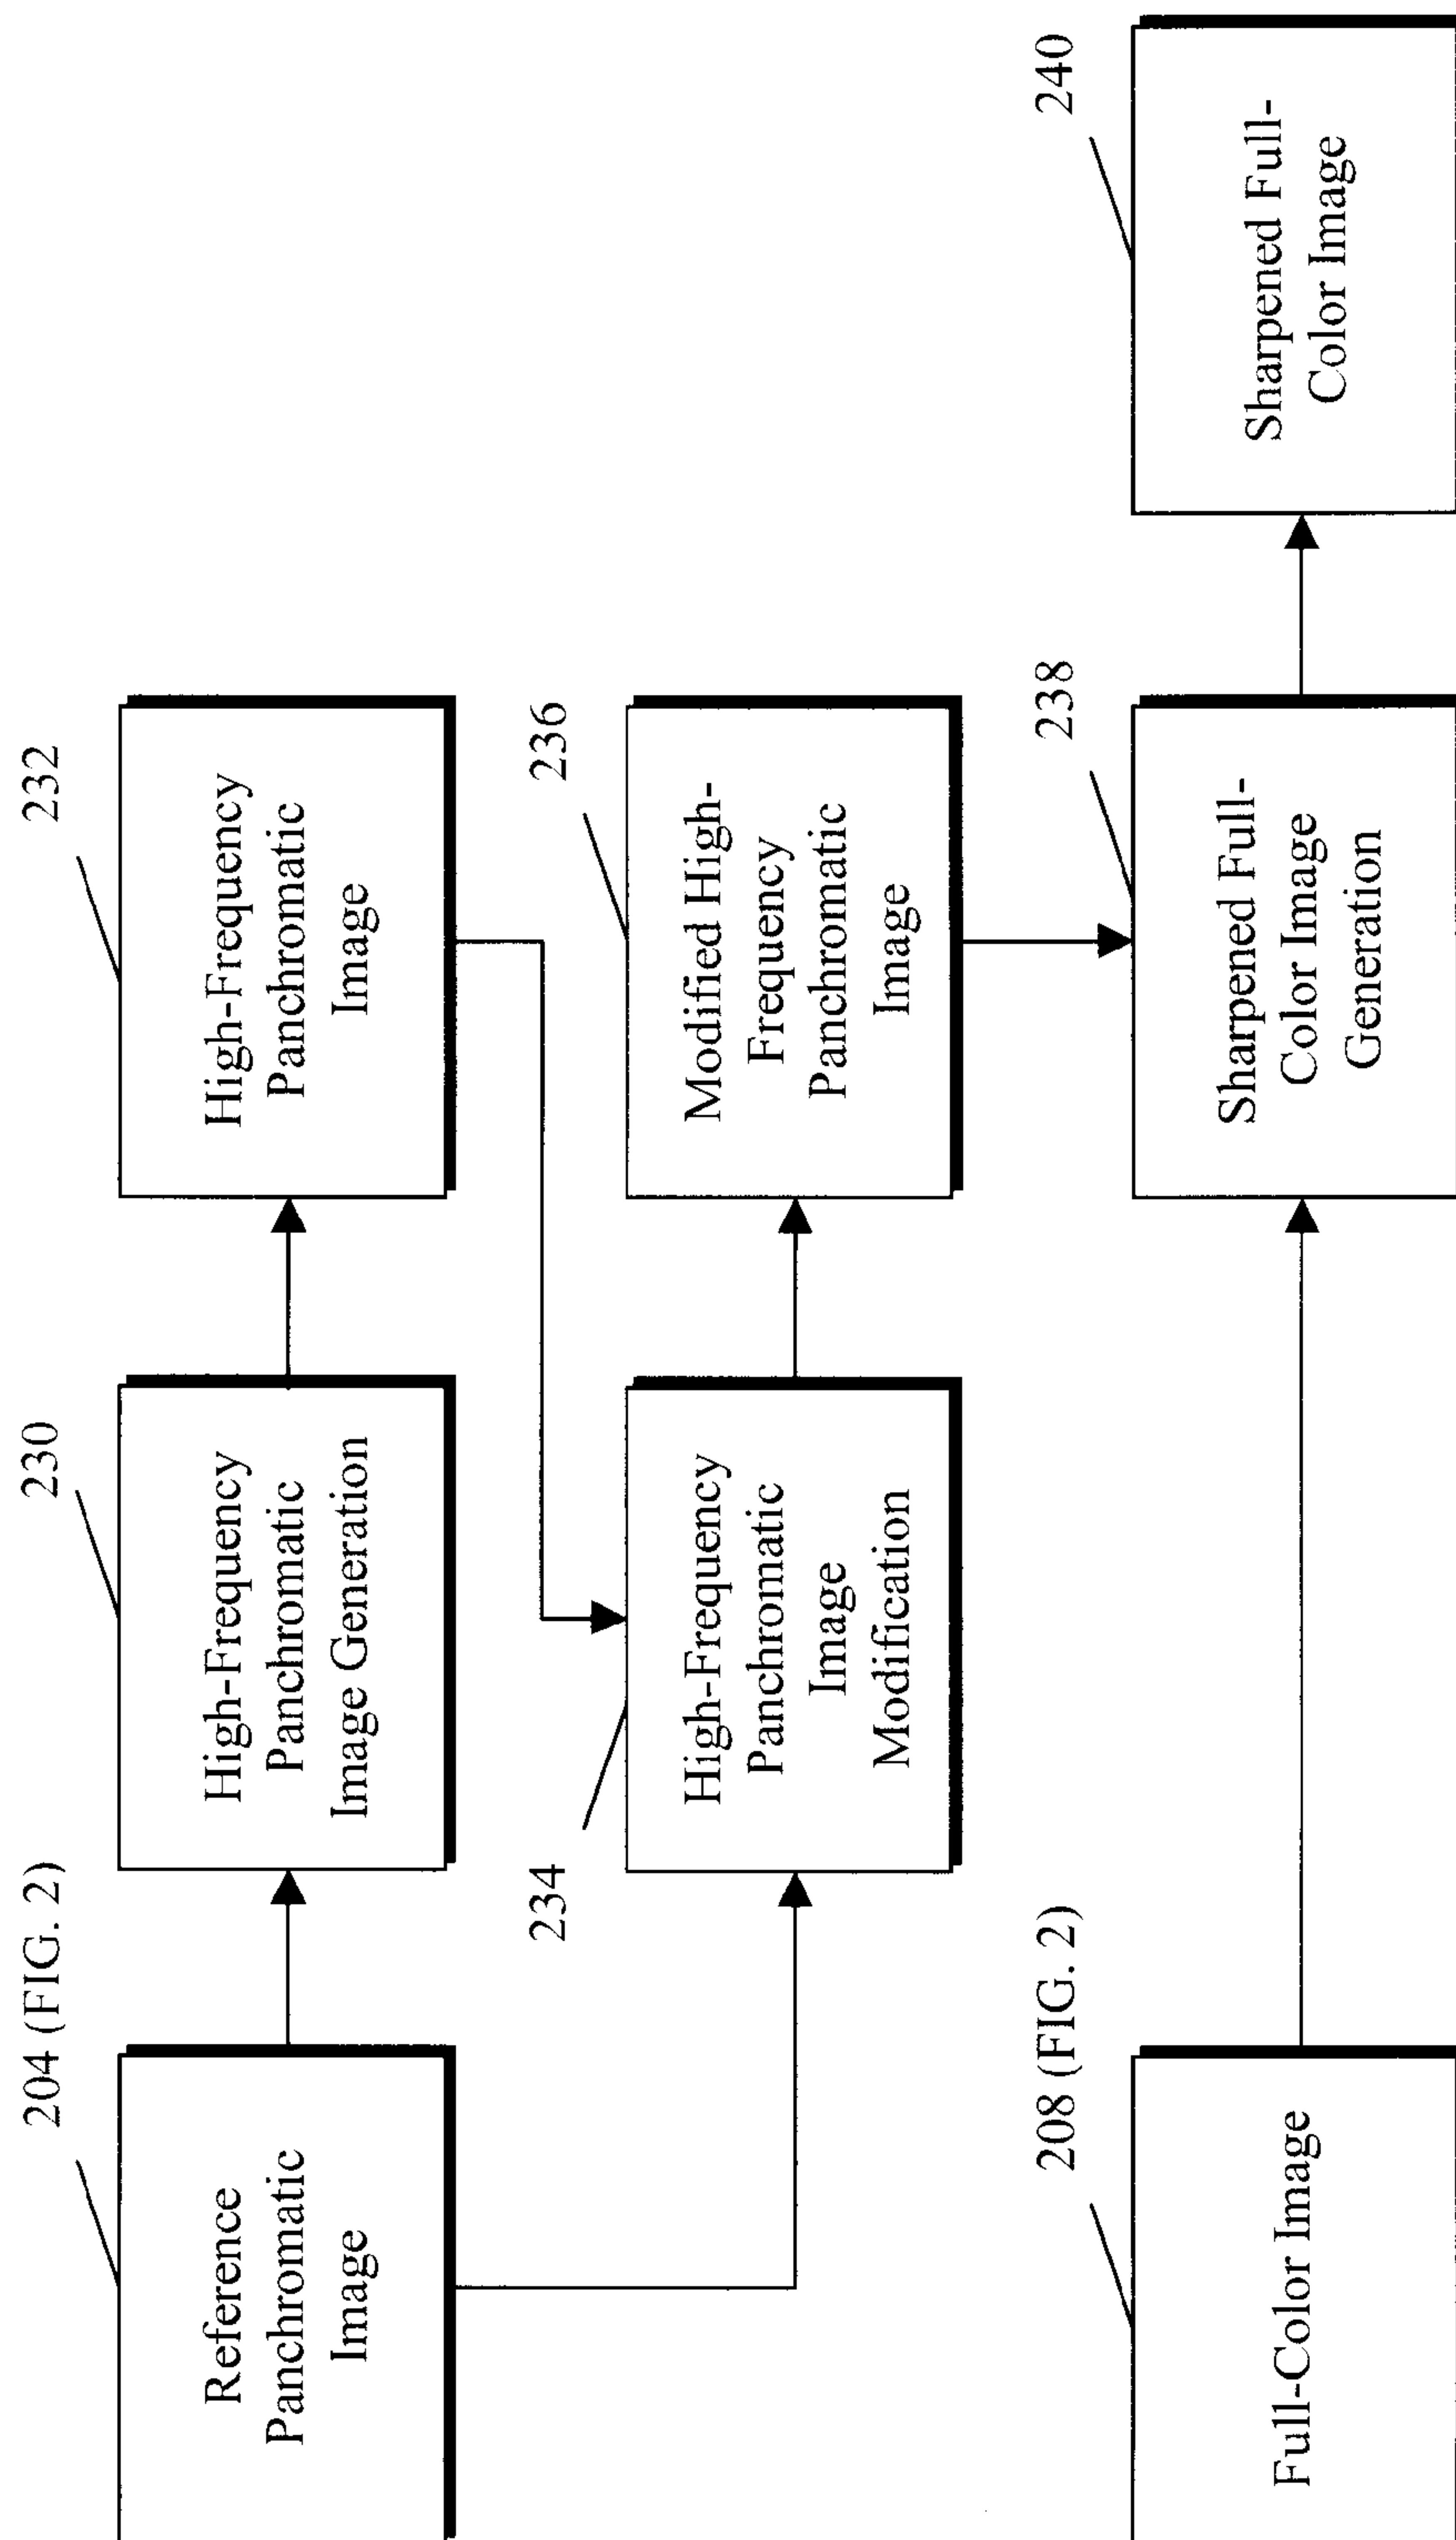 204 (FIG. 2)
Reference
Panchromatic
Image
230
High-Frequency
Panchromatic
Image Generation
232
High-Frequency
Panchromatic
Image
234
High-Frequency
Panchromatic
Image
Modification
236
Modified High-
Frequency
Panchromatic
Image
208 (FIG. 2)
Full-Color Image
238
Sharpened Full-
Color Image
Generation
240
Sharpened Full-
Color Image